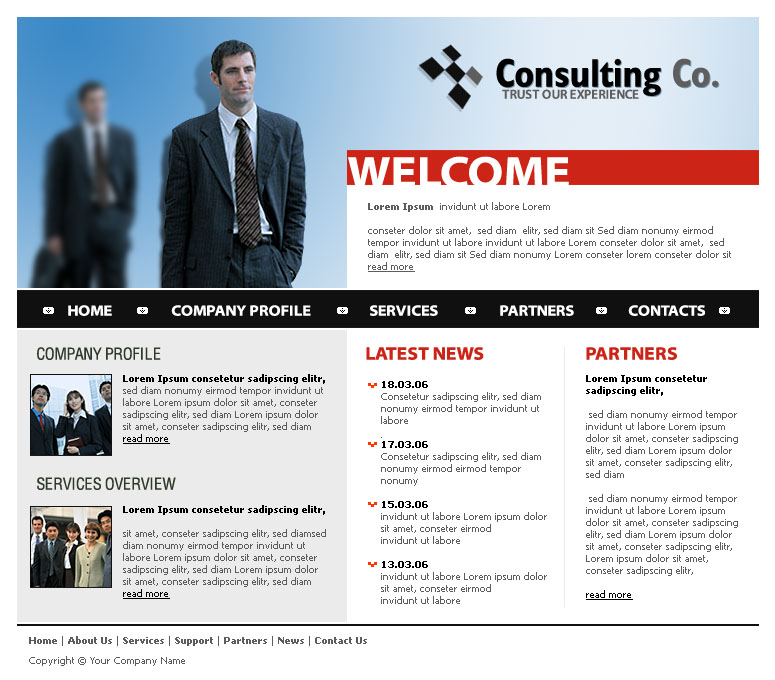 Consulting Co.
TRUST OUR EXPERIENCE
WELCOME
Lorem Ipsum invidunt ut labore Lorem
conseter dolor sit amet, sed diam elitr, sed diam sit Sed diam nonumy eirmod
tempor invidunt ut labore invidunt ut labore Lorem conseter dolor sit amet, sed
diam elitr, sed diam sit Sed diam nonumy Lorem conseter lorem conseter dolor sit
read more
HOME COMPANY PROFILE SERVICES PARTNERS CONTACTS
COMPANY PROFILE
Lorem Ipsum consetetur sadipscing elitr,
sed diam nonumy eirmod tempor invidunt ut
labore Lorem ipsum dolor sit amet, conseter
sadipscing elitr, sed diam Lorem ipsum dolor
sit amet, conseter sadipscing elitr, sed diam
read more
SERVICES OVERVIEW
Lorem Ipsum consetetur sadipscing elitr,
sit amet, conseter sadipscing elitr, sed diamsed
diam nonumy eirmod tempor invidunt ut
labore Lorem ipsum dolor sit amet, conseter
sadipscing elitr, sed diam Lorem ipsum dolor
sit amet, conseter sadipscing elitr, sed diam
read more
LATEST NEWS
18.03.06
Consetetur sadipscing elitr, sed diam
nonumy eirmod tempor invidunt ut
labore
17.03.06
Consetetur sadipscing elitr, sed diam
nonumy eirmod eirmod tempor
nonumy
15.03.06
invidunt ut labore Lorem ipsum dolor
sit amet, conseter eirmod
invidunt ut labore
13.03.06
invidunt ut labore Lorem ipsum dolor
sit amet, conseter eirmod
invidunt ut labore
PARTNERS
Lorem Ipsum consetetur
sadipscing elitr,
sed diam nonumy eirmod tempor
invidunt ut labore Lorem ipsum
dolor sit amet, conseter sadipscing
elitr, sed diam Lorem ipsum dolor
sit amet, conseter sadipscing elitr,
sed diam
sed diam nonumy eirmod tempor
invidunt ut labore Lorem ipsum
dolor sit amet, conseter sadipscing
elitr, sed diam Lorem ipsum dolor
sit amet, conseter sadipscing elitr,
sed diam Lorem ipsum dolor sit
amet, conseter sadipscing elitr,
read more
Home | About Us | Services | Support | Partners | News | Contact Us
Copyright © Your Company Name